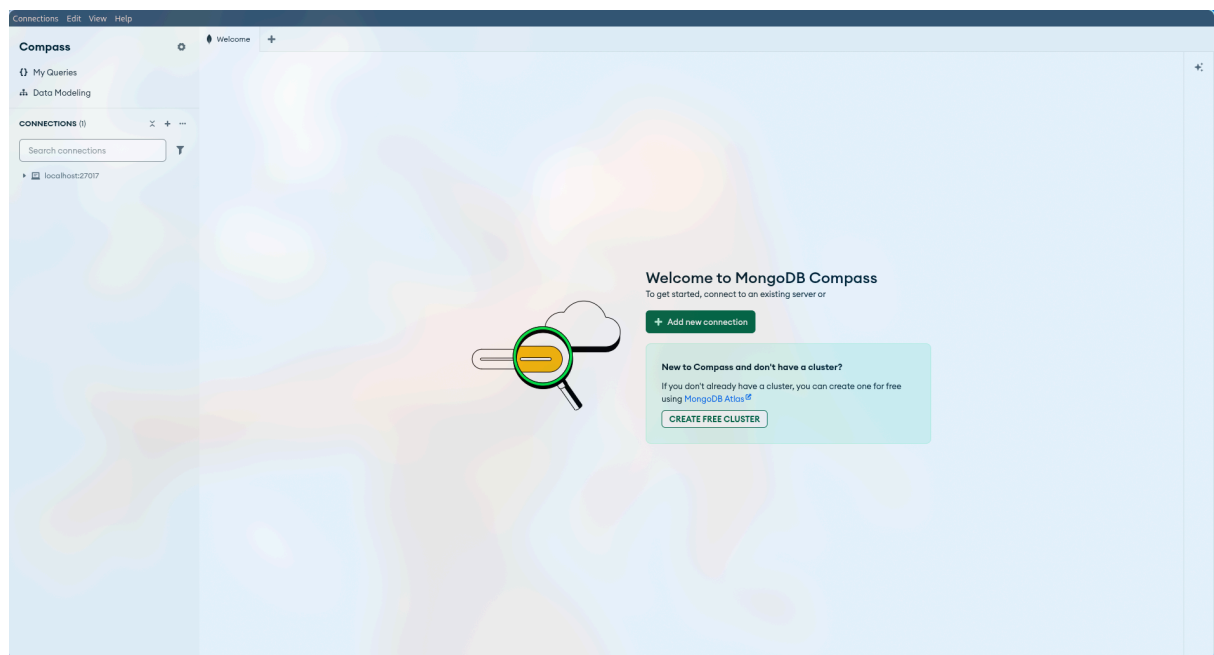 Connections Edit View Help
Compass
Welcome
My Queries
Data Modeling
CONNECTIONS (1)
Search connections
localhost:27017
Welcome to MongoDB Compass
To get started, connect to an existing server or
Add new connection
New to Compass and don't have a cluster?
If you don't already have a cluster, you can create one for free
using MongoDB Atlas
CREATE FREE CLUSTER